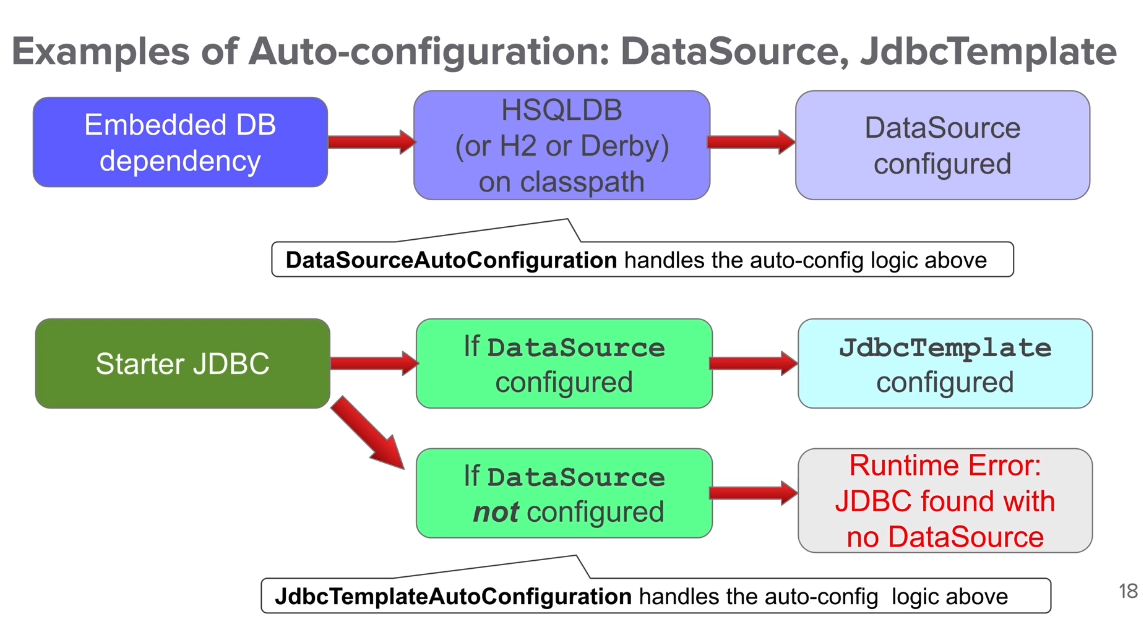 Examples of Auto-configuration: DataSource, JdbcTemplate
Embedded DB
dependency
HSQLDB
(or H2 or Derby)
on classpath
DataSource
configured
DataSourceAutoConfiguration handles the auto-config logic above
Starter JDBC
If DataSource
configured
JdbcTemplate
configured
If DataSource
not configured
Runtime Error:
JDBC found with
no DataSource
JdbcTemplateAutoConfiguration handles the auto-config logic above
18